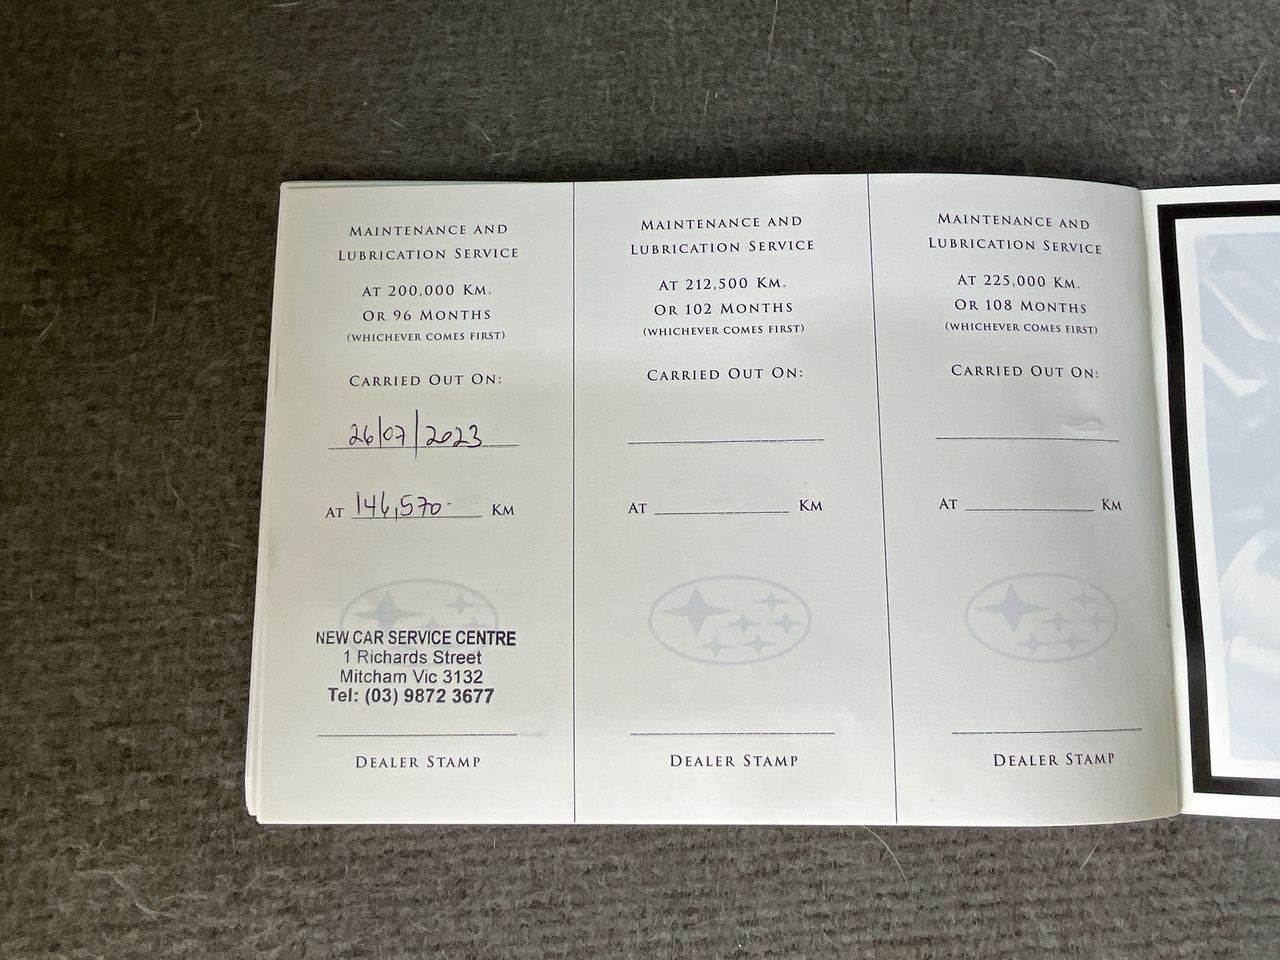 MAINTENANCE AND
LUBRICATION SERVICE
AT 200,000 KM.
OR 96 MONTHS
(WHICHEVER COMES FIRST)
CARRIED OUT ON:
26/07/2023
AT 146,570 KM
NEW CAR SERVICE CENTRE
1 Richards Street
Mitcham Vic 3132
Tel: (03) 9872 3677
DEALER STAMP
MAINTENANCE AND
LUBRICATION SERVICE
AT 212,500 KM.
OR 102 MONTHS
(WHICHEVER COMES FIRST)
CARRIED OUT ON:
AT KM
DEALER STAMP
MAINTENANCE AND
LUBRICATION SERVICE
AT 225,000 KM.
OR 108 MONTHS
(WHICHEVER COMES FIRST)
CARRIED OUT ON:
AT KM
DEALER STAMP